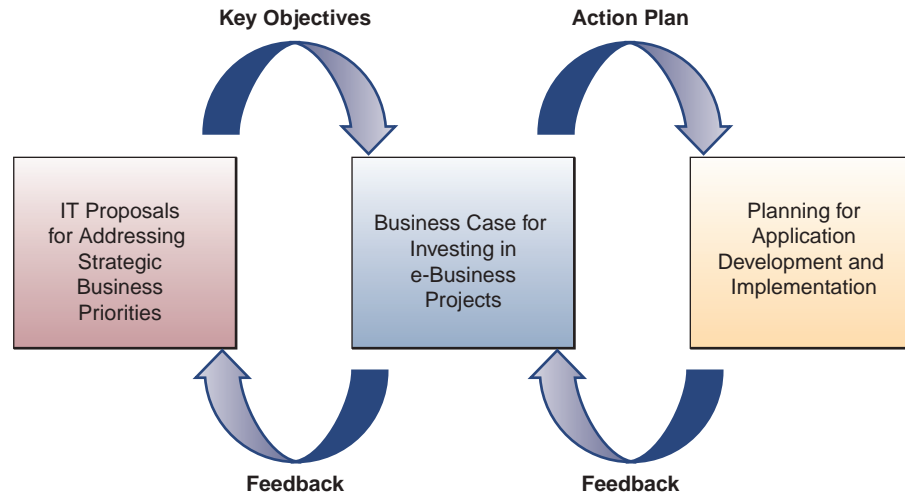 Key Objectives
Action Plan
IT Proposals
for Addressing
Strategic
Business
Priorities
Business Case for
Investing in
e-Business
Projects
Planning for
Application
Development and
Implementation
Feedback
Feedback